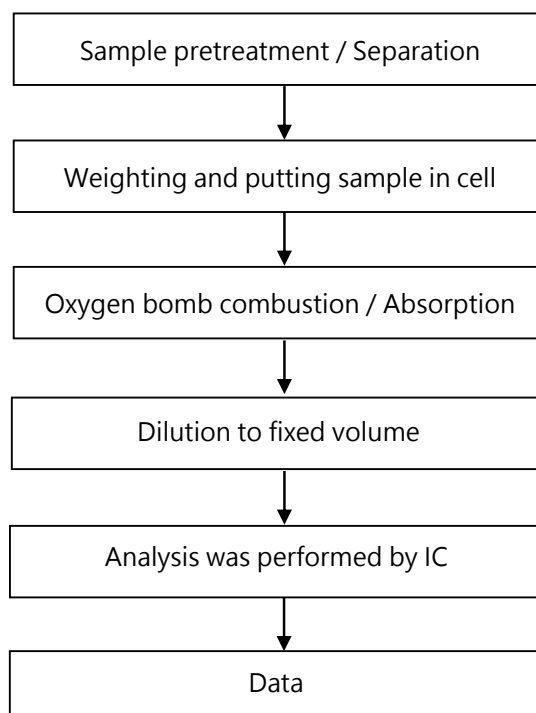 Sample pretreatment / Separation
Weighting and putting sample in cell
Oxygen bomb combustion / Absorption
Dilution to fixed volume
Analysis was performed by IC
Data